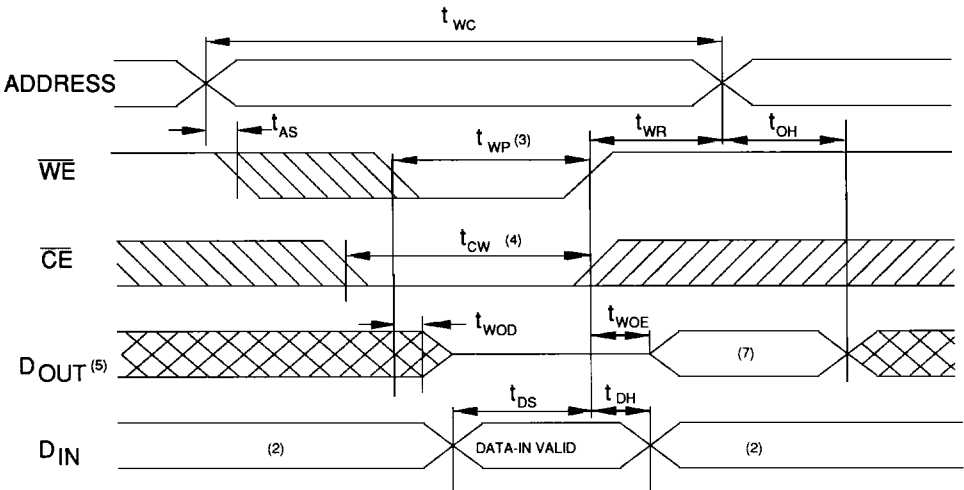 t WC
ADDRESS
t AS
t WP (3)
t WR
t OH
WE
t CW (4)
CE
t WOD
t WOE
D OUT (5)
(7)
t DS
t DH
D IN
(2)
DATA-IN VALID
(2)